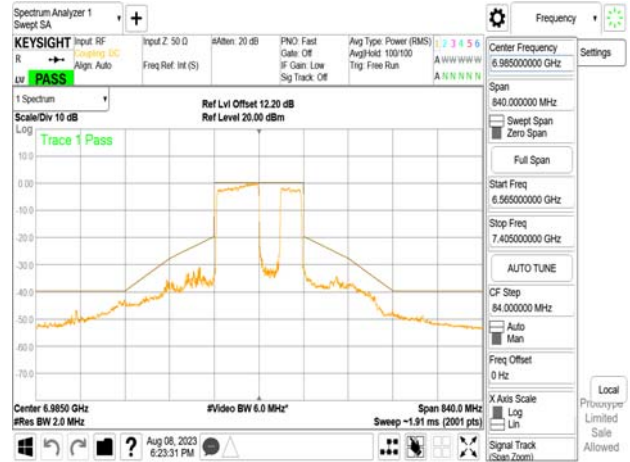 Spectrum Analyzer 1
Swept SA
+
Frequency
KEYSIGHT
R
LV PASS
Input: RF
Coupling: DC
Align: Auto
Input Z: 50 Ω
Freq Ref: Int (S)
#Atten: 20 dB
PNO: Fast
Gate: Off
IF Gain: Low
Sig Track: Off
Avg Type: Power (RMS)
Avg|Hold: 100/100
Trig: Free Run
1 2 3 4 5 6
A W W W W W
A N N N N N
Center Frequency
6.985000000 GHz
Settings
Span
840.000000 MHz
Swept Span
Zero Span
Full Span
Start Freq
6.565000000 GHz
Stop Freq
7.405000000 GHz
AUTO TUNE
CF Step
84.000000 MHz
Auto
Man
Freq Offset
0 Hz
X Axis Scale
Log
Lin
Signal Track
(Span Zoom)
Local
Prototype
Limited
Sale
Allowed
1 Spectrum
Scale/Div 10 dB
Ref Lvl Offset 12.20 dB
Ref Level 20.00 dBm
Log
Trace 1 Pass
10.0
0.00
-10.0
-20.0
-30.0
-40.0
-50.0
-60.0
-70.0
Center 6.9850 GHz
#Res BW 2.0 MHz
#Video BW 6.0 MHz*
Span 840.0 MHz
Sweep ~1.91 ms (2001 pts)
?
Aug 08, 2023
6:23:31 PM